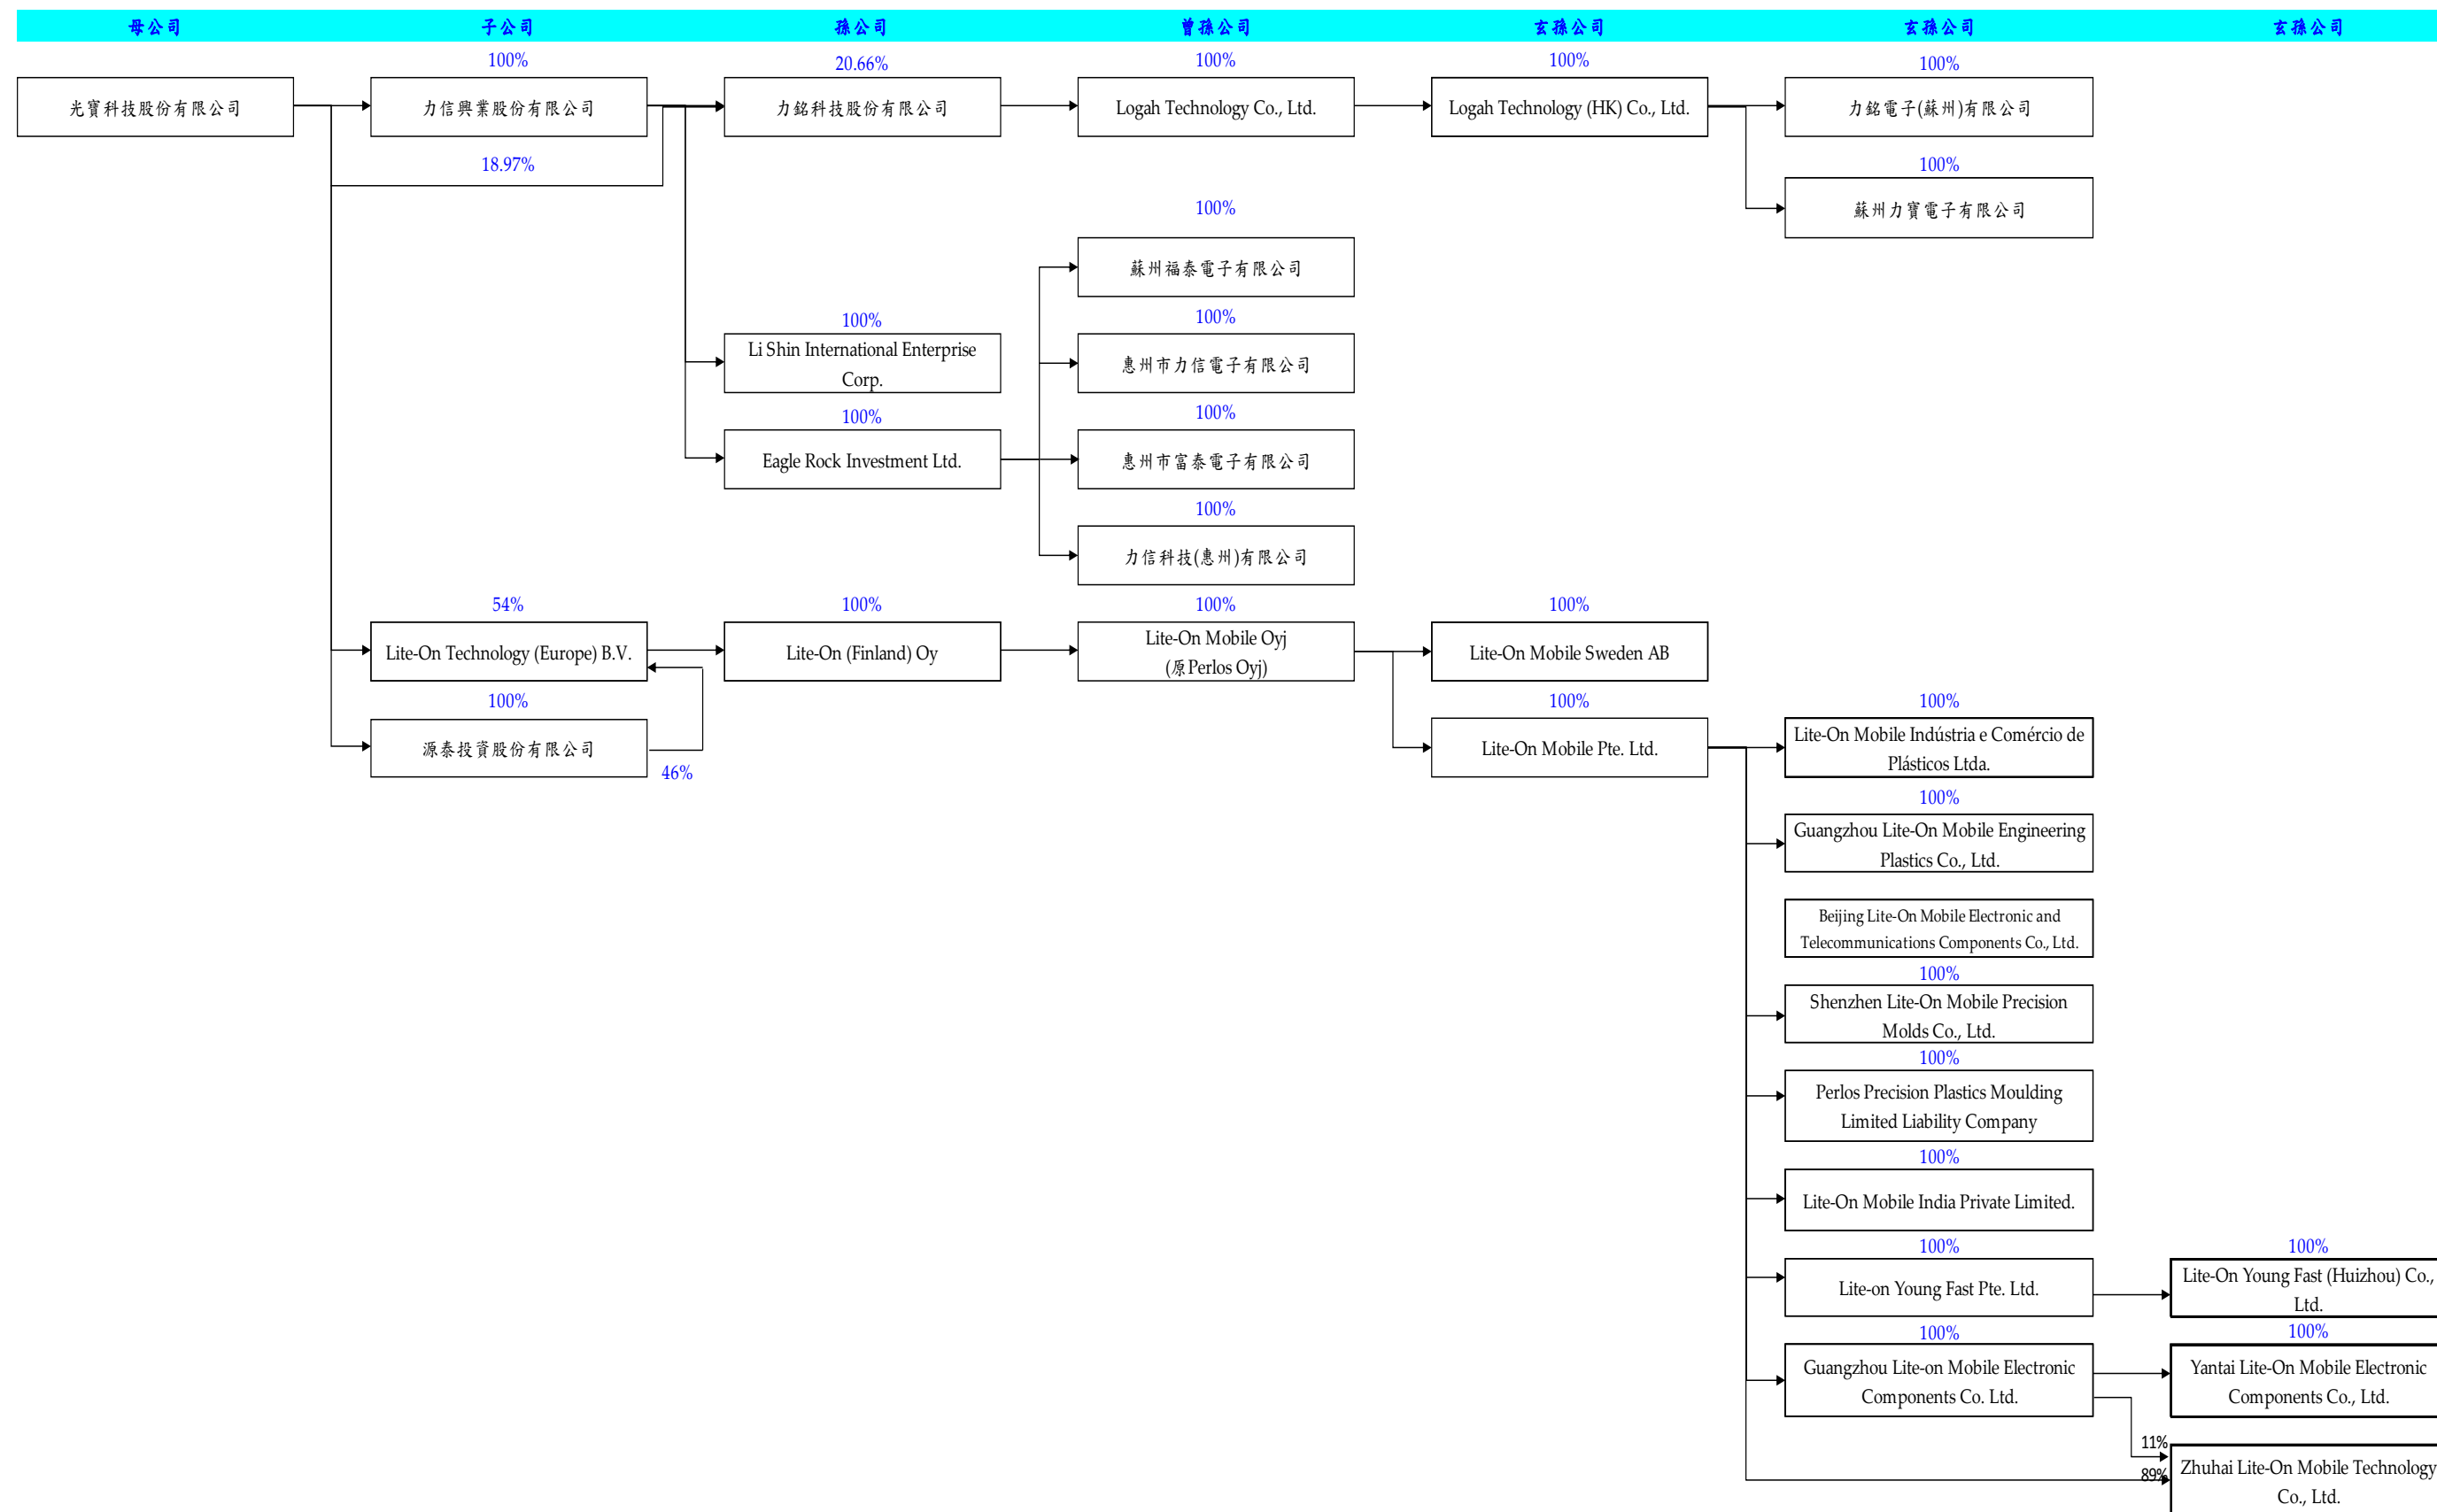 母公司 子公司 孫公司 曾孫公司 玄孫公司 玄孫公司 玄孫公司
100% 20.66% 100% 100% 100%
光寶科技股份有限公司 力信興業股份有限公司 力銘科技股份有限公司 Logah Technology Co., Ltd. Logah Technology (HK) Co., Ltd. 力銘電子(蘇州)有限公司
18.97% 100%
蘇州力寶電子有限公司
100%
蘇州福泰電子有限公司
100% 100%
Li Shin International Enterprise
Corp.
惠州市力信電子有限公司
100% 100%
Eagle Rock Investment Ltd. 惠州市富泰電子有限公司
100%
力信科技(惠州)有限公司
54% 100% 100% 100%
Lite-On Technology (Europe) B.V. Lite-On (Finland) Oy
Lite-On Mobile Oyj
(原Perlos Oyj)
Lite-On Mobile Sweden AB
100% 100% 100%
源泰投資股份有限公司 Lite-On Mobile Pte. Ltd.
Lite-On Mobile Indústria e Comércio de
Plásticos Ltda.
46%
100%
Guangzhou Lite-On Mobile Engineering
Plastics Co., Ltd.
Beijing Lite-On Mobile Electronic and
Telecommunications Components Co., Ltd.
100%
Shenzhen Lite-On Mobile Precision
Molds Co., Ltd.
100%
Perlos Precision Plastics Moulding
Limited Liability Company
100%
Lite-On Mobile India Private Limited.
100% 100%
Lite-on Young Fast Pte. Ltd.
Lite-On Young Fast (Huizhou) Co.,
Ltd.
100% 100%
Guangzhou Lite-on Mobile Electronic
Components Co. Ltd.
Yantai Lite-On Mobile Electronic
Components Co., Ltd.
11%
89%
Zhuhai Lite-On Mobile Technology
Co., Ltd.